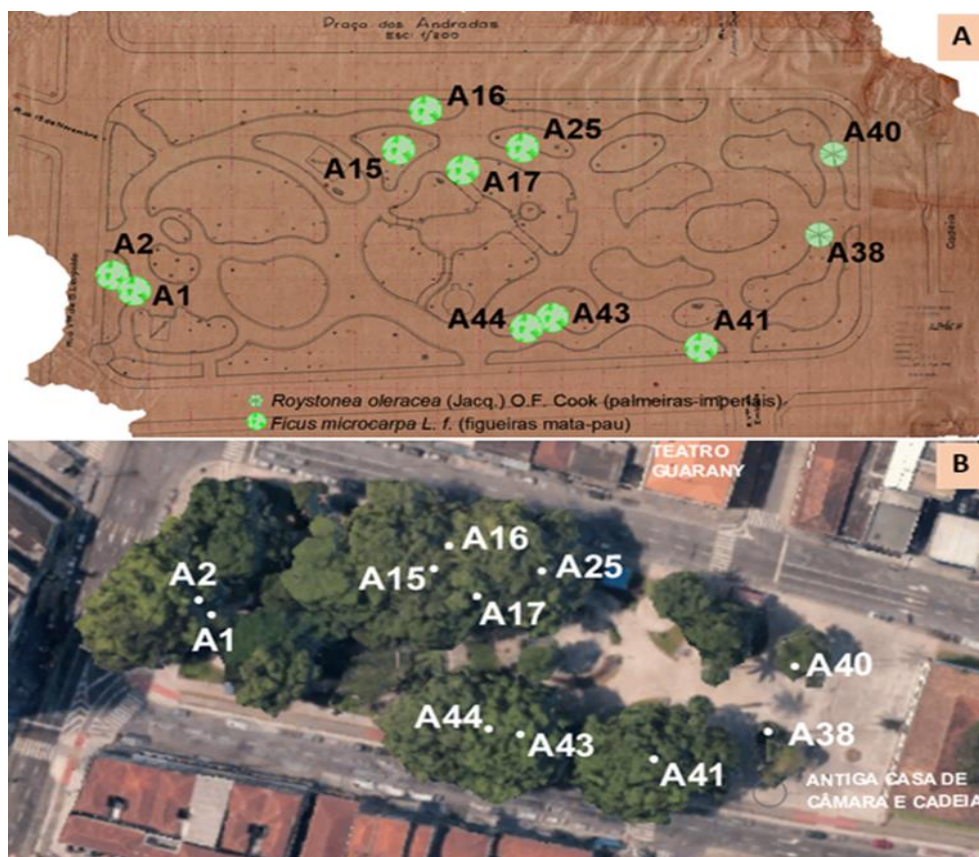 Praça dos Andradas
ESC: 1/200
A
A16
A25
A40
A15
A17
A38
Cadeia
A2
A1
A44
A43
A41
Roystonea oleracea (Jacq.) O.F. Cook (palmeiras-imperiais)
Ficus microcarpa L. f. (figueiras mata-pau)
B
TEATRO
GUARANY
A16
A15
A25
A2
A17
A1
A40
A44
A43
A38
A41
ANTIGA CASA DE
CÂMARA E CADEIA